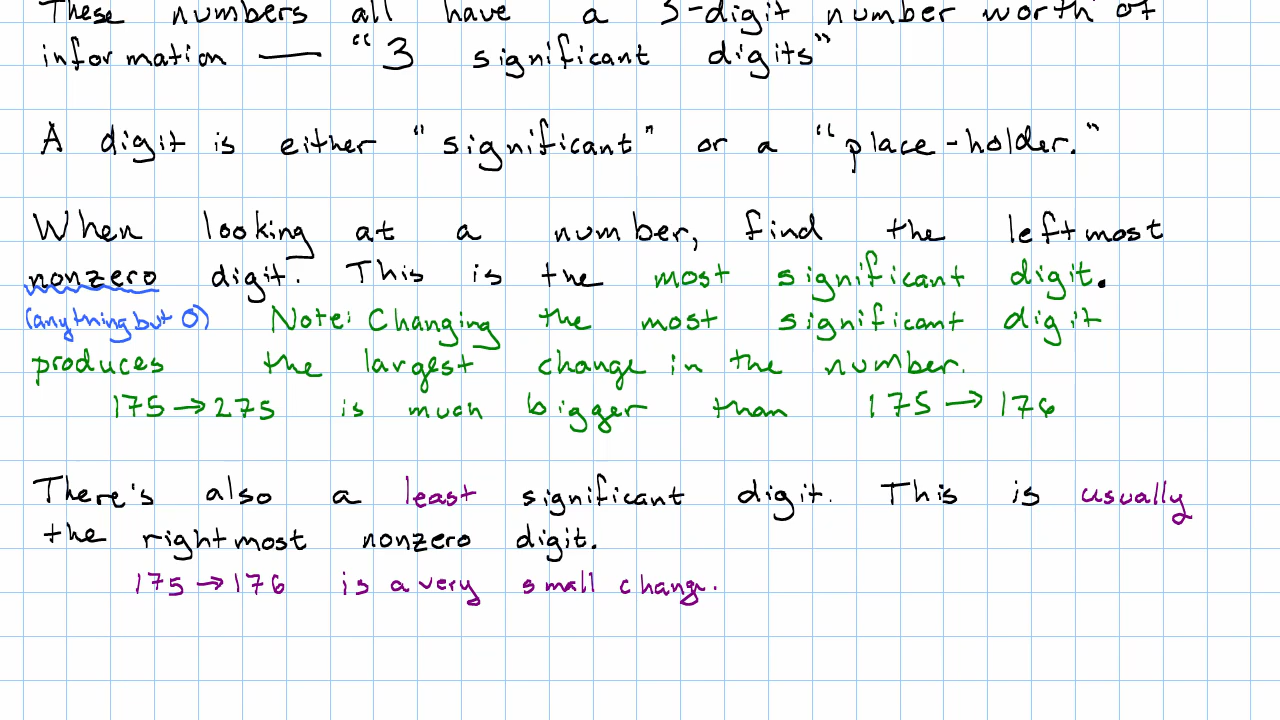 These numbers all have a 3-digit number worth of
information — "3 significant digits"
A digit is either "significant" or a "place-holder."
When looking at a number, find the leftmost
nonzero digit. This is the most significant digit.
(anything but 0) Note: Changing the most significant digit
produces the largest change in the number.
175 → 275 is much bigger than 175 → 176
There's also a least significant digit. This is usually
the rightmost nonzero digit.
175 → 176 is a very small change.